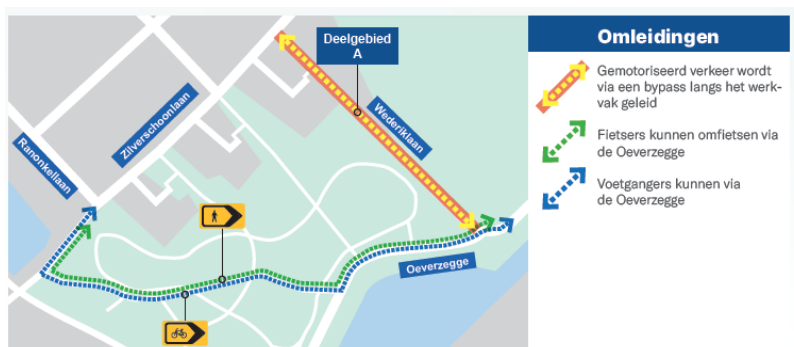 Deelgebied
A
Wederiklaan
Zilverschoonlaan
Ranonkellaan
Oeverzegge
Omleidingen
Gemotoriseerd verkeer wordt
via een bypass langs het werk-
vak geleid
Fietsers kunnen omfietsen via
de Oeverzegge
Voetgangers kunnen via
de Oeverzegge